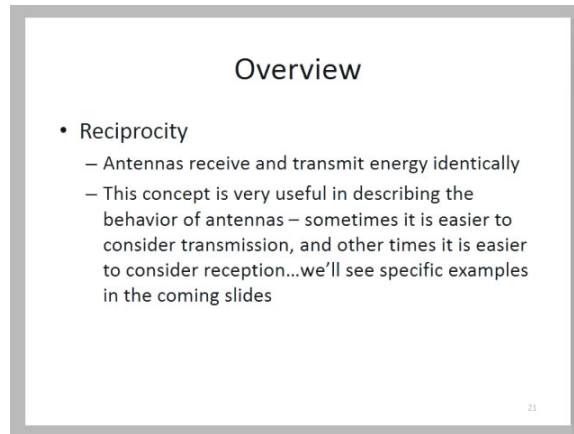 Overview
• Reciprocity
– Antennas receive and transmit energy identically
– This concept is very useful in describing the
behavior of antennas – sometimes it is easier to
consider transmission, and other times it is easier
to consider reception...we'll see specific examples
in the coming slides
21